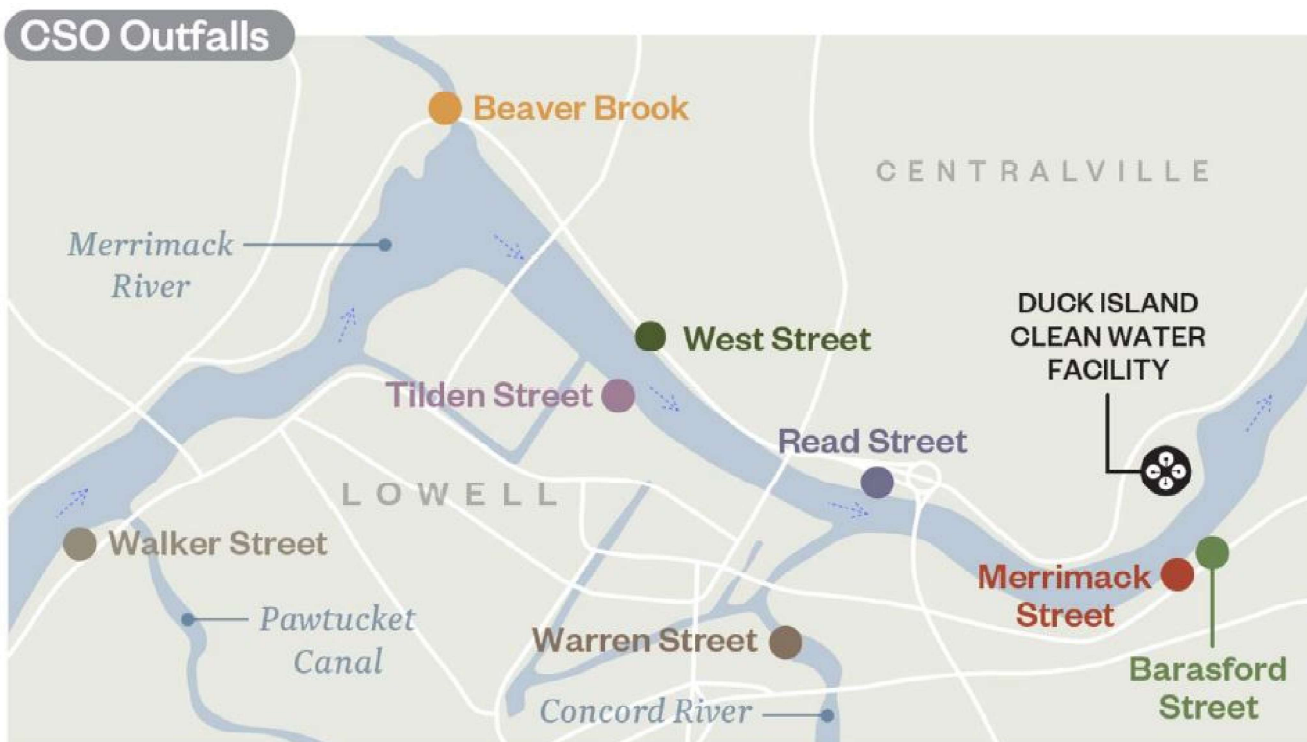 CSO Outfalls
Beaver Brook
CENTRALVILLE
Merrimack
River
DUCK ISLAND
CLEAN WATER
FACILITY
West Street
Tilden Street
Read Street
LOWELL
Walker Street
Merrimack
Street
Pawtucket
Canal
Warren Street
Barasford
Street
Concord River